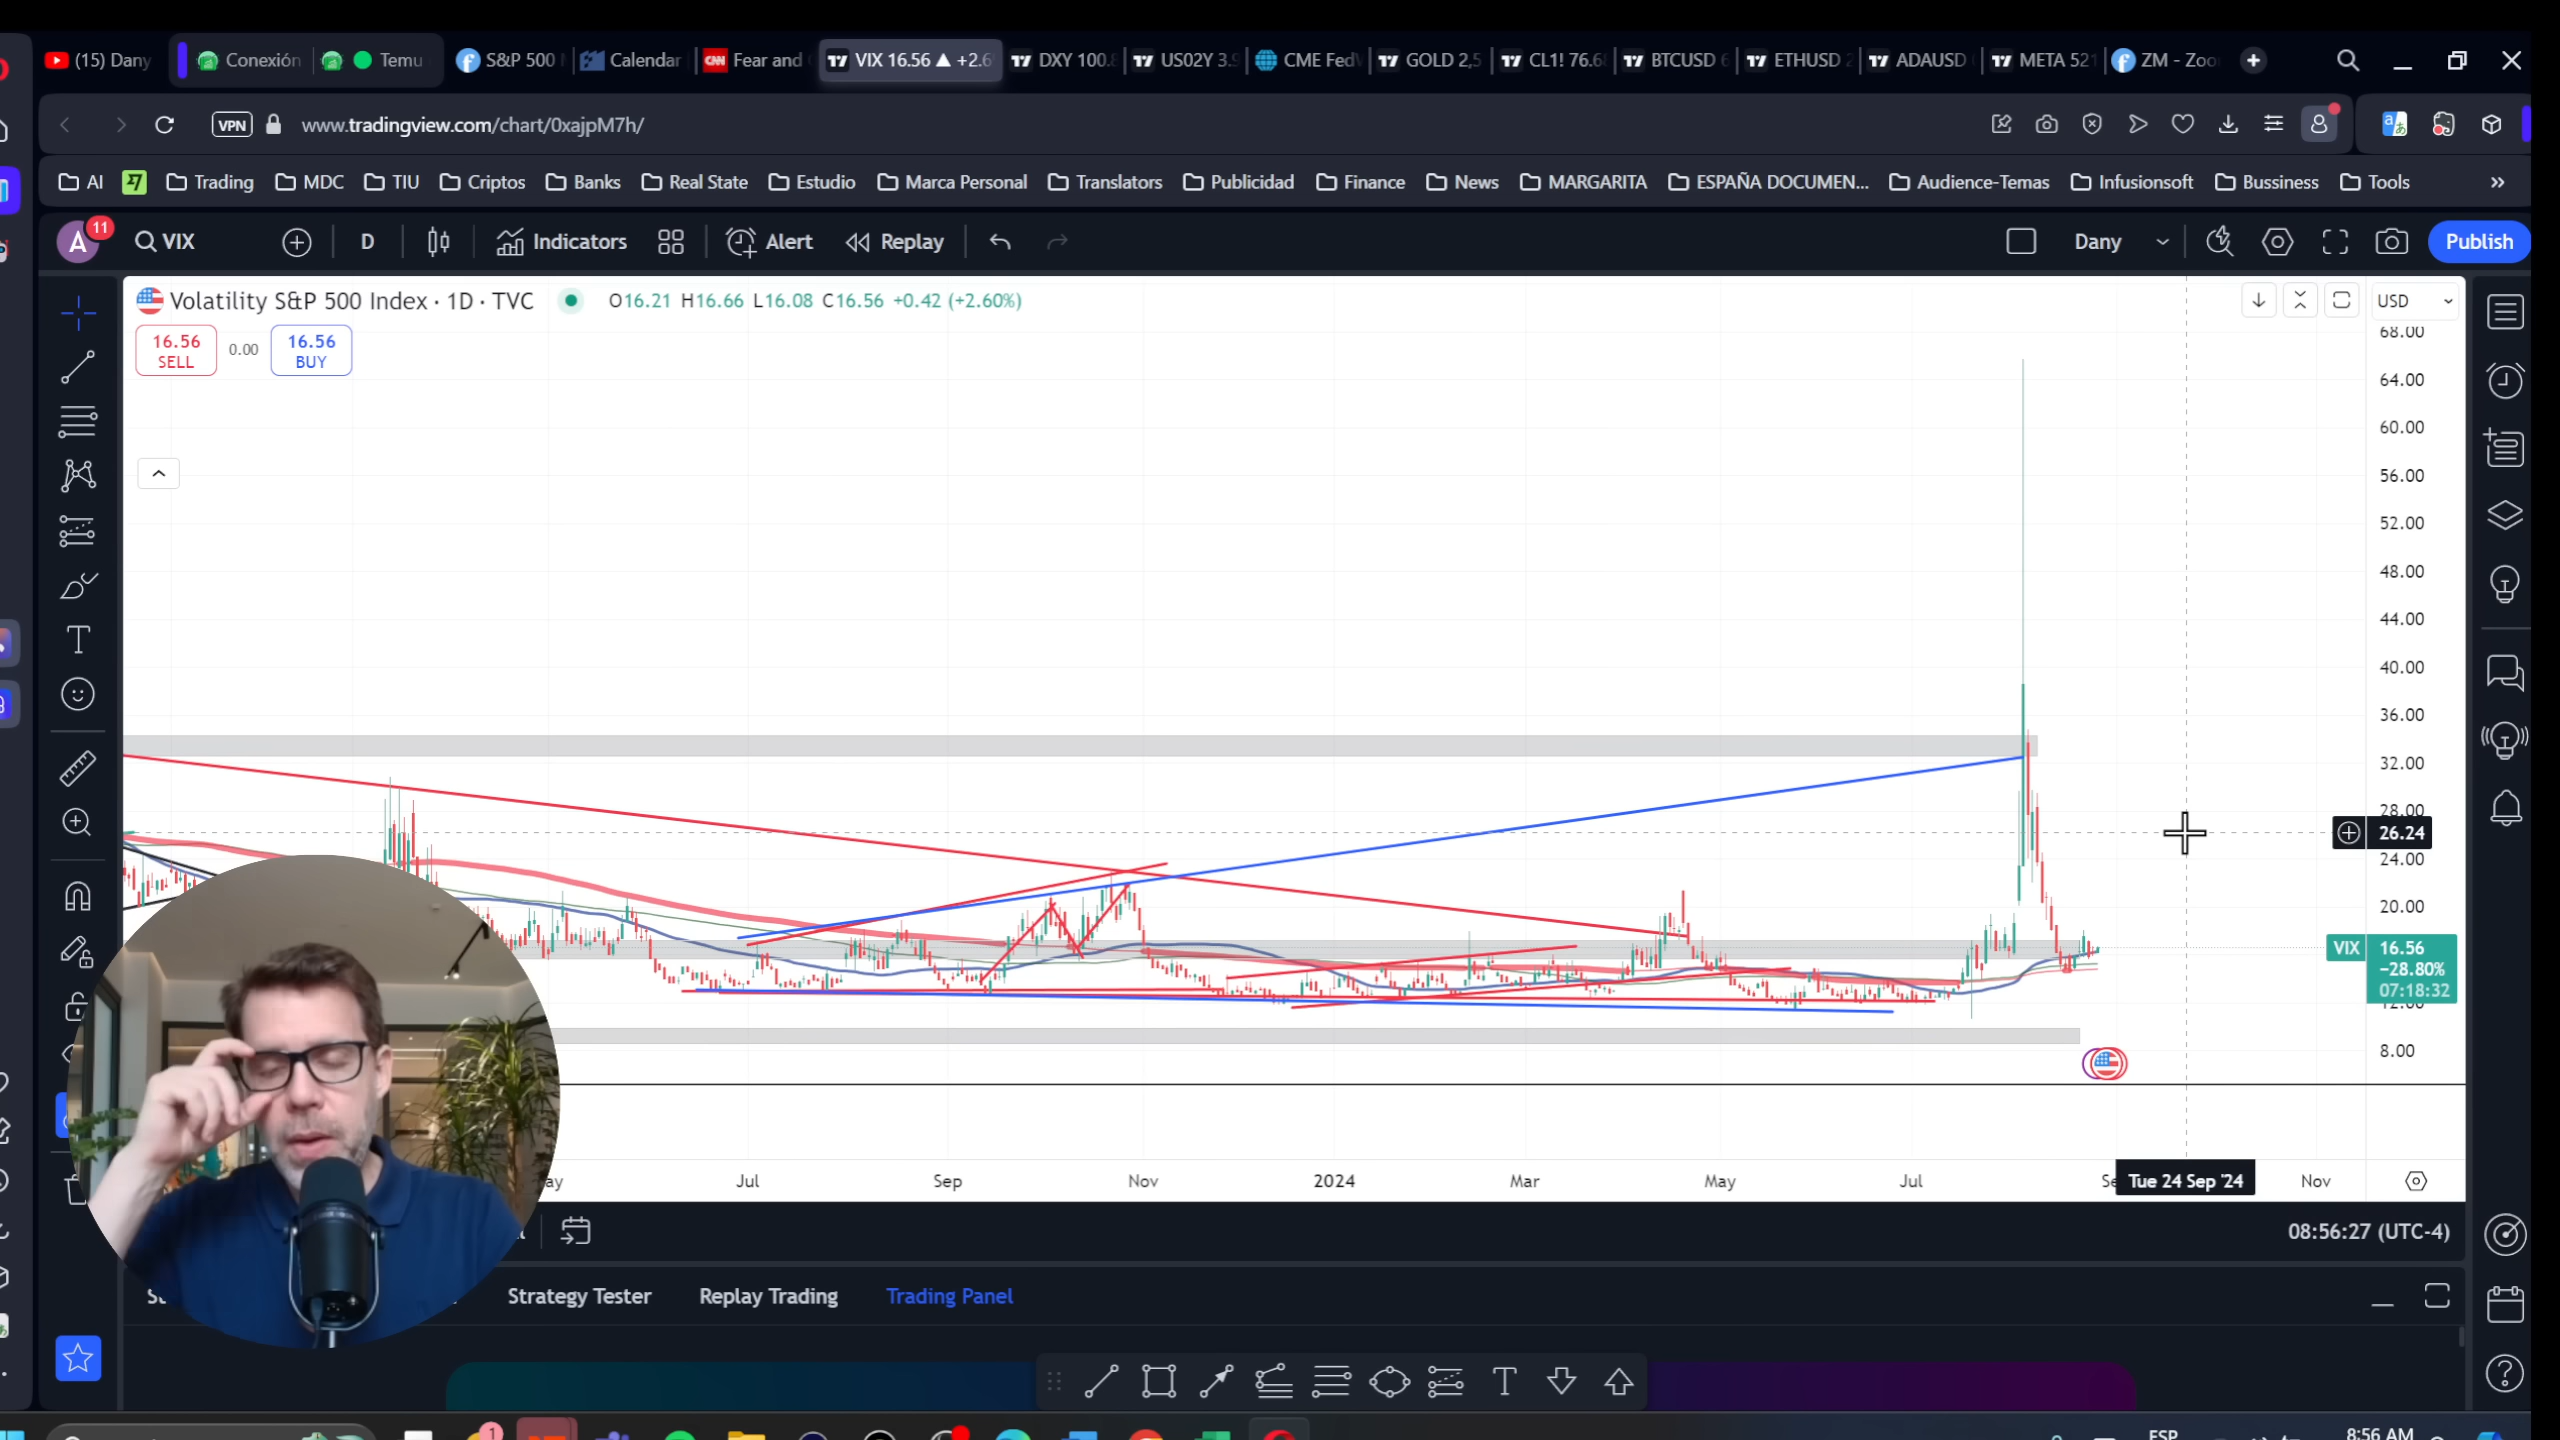 (15) Dany
Conexión
Temu
S&P 500
Calendar
CNN Fear and
VIX 16.56 ▲ +2.6
DXY 100.
US02Y 3.9
CME Fed
GOLD 2,5
CL1! 76.6
BTCUSD
ETHUSD
ADAUSD
META 521
ZM - Zoo
VPN www.tradingview.com/chart/0xajpM7h/
AI
Trading
MDC
TIU
Criptos
Banks
Real State
Estudio
Marca Personal
Translators
Publicidad
Finance
News
MARGARITA
ESPAÑA DOCUMEN...
Audience-Temas
Infusionsoft
Bussiness
Tools
»
A 11
VIX
D
Indicators
Alert
Replay
Dany
Publish
Volatility S&P 500 Index · 1D · TVC O16.21 H16.66 L16.08 C16.56 +0.42 (+2.60%)
USD
16.56 SELL
0.00
16.56 BUY
68.00
64.00
60.00
56.00
52.00
48.00
44.00
40.00
36.00
32.00
28.00
26.24
24.00
20.00
VIX 16.56
−28.80%
07:18:32
12.00
8.00
Jul
Sep
Nov
2024
Mar
May
Jul
Tue 24 Sep '24
Nov
08:56:27 (UTC-4)
Strategy Tester
Replay Trading
Trading Panel
T
1
ESP
8:56 AM